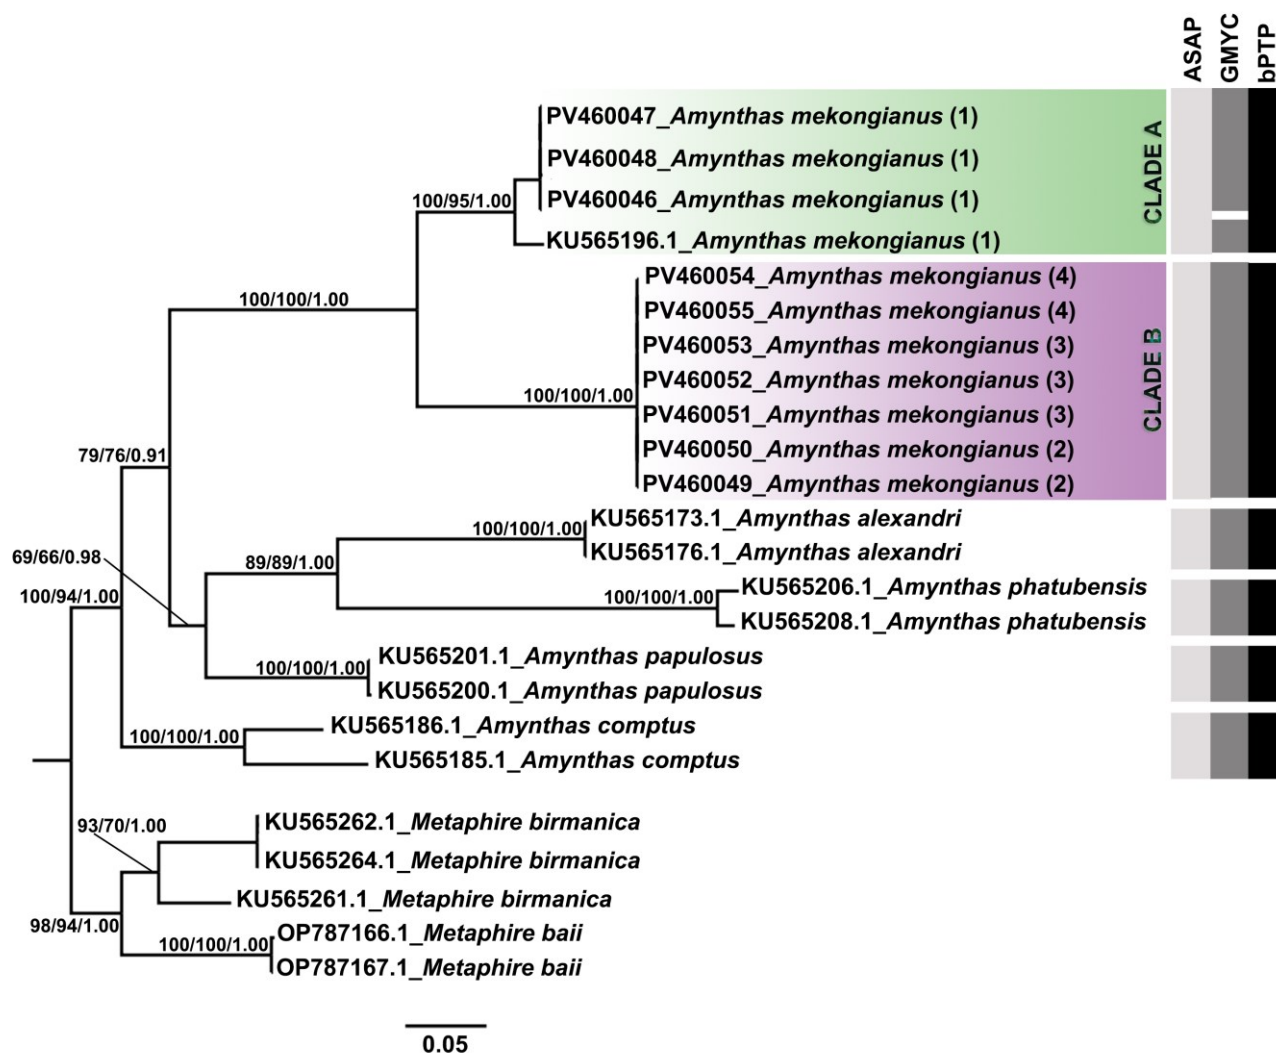 ASAP
GMYC
bPTP
PV460047_Amynthas mekongianus (1)
PV460048_Amynthas mekongianus (1)
PV460046_Amynthas mekongianus (1)
100/95/1.00
KU565196.1_Amynthas mekongianus (1)
CLADE A
PV460054_Amynthas mekongianus (4)
100/100/1.00
PV460055_Amynthas mekongianus (4)
PV460053_Amynthas mekongianus (3)
PV460052_Amynthas mekongianus (3)
100/100/1.00
PV460051_Amynthas mekongianus (3)
PV460050_Amynthas mekongianus (2)
PV460049_Amynthas mekongianus (2)
CLADE B
79/76/0.91
KU565173.1_Amynthas alexandri
100/100/1.00
KU565176.1_Amynthas alexandri
69/66/0.98
89/89/1.00
KU565206.1_Amynthas phatubensis
100/94/1.00
100/100/1.00
KU565208.1_Amynthas phatubensis
KU565201.1_Amynthas papulosus
100/100/1.00
KU565200.1_Amynthas papulosus
KU565186.1_Amynthas comptus
100/100/1.00
KU565185.1_Amynthas comptus
KU565262.1_Metaphire birmanica
93/70/1.00
KU565264.1_Metaphire birmanica
KU565261.1_Metaphire birmanica
98/94/1.00
OP787166.1_Metaphire baii
100/100/1.00
OP787167.1_Metaphire baii
0.05